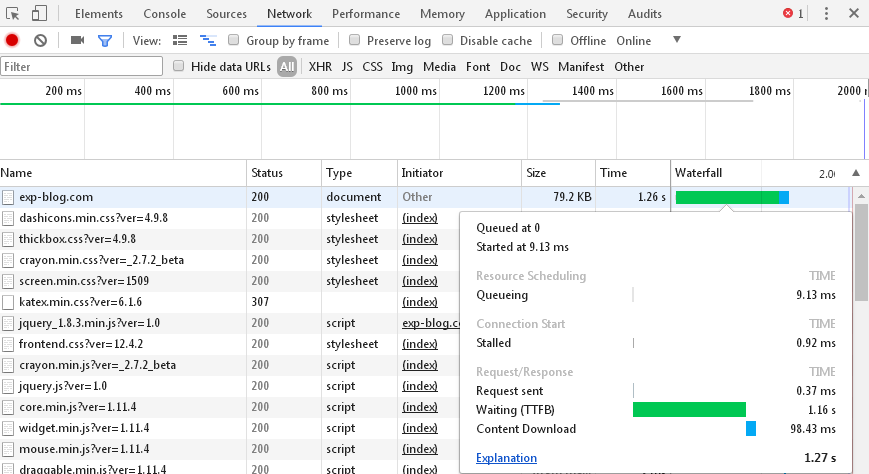 Elements Console Sources Network Performance Memory Application Security Audits 1
View: Group by frame Preserve log Disable cache Offline Online
Filter Hide data URLs All XHR JS CSS Img Media Font Doc WS Manifest Other
200 ms 400 ms 600 ms 800 ms 1000 ms 1200 ms 1400 ms 1600 ms 1800 ms 2000
Name Status Type Initiator Size Time Waterfall 2.0
exp-blog.com 200 document Other 79.2 KB 1.26 s
dashicons.min.css?ver=4.9.8 200 stylesheet (index)
thickbox.css?ver=4.9.8 200 stylesheet (index)
crayon.min.css?ver=_2.7.2_beta 200 stylesheet (index)
screen.min.css?ver=1509 200 stylesheet (index)
katex.min.css?ver=6.1.6 307 (index)
jquery_1.8.3.min.js?ver=1.0 200 script exp-blog.c
frontend.css?ver=12.4.2 200 stylesheet (index)
crayon.min.js?ver=_2.7.2_beta 200 script (index)
jquery.js?ver=1.0 200 script (index)
core.min.js?ver=1.11.4 200 script (index)
widget.min.js?ver=1.11.4 200 script (index)
mouse.min.js?ver=1.11.4 200 script (index)
draggable.min.js?ver=1.11.4 200 script (index)
Queued at 0
Started at 9.13 ms
Resource Scheduling TIME
Queueing 9.13 ms
Connection Start TIME
Stalled 0.92 ms
Request/Response TIME
Request sent 0.37 ms
Waiting (TTFB) 1.16 s
Content Download 98.43 ms
Explanation 1.27 s